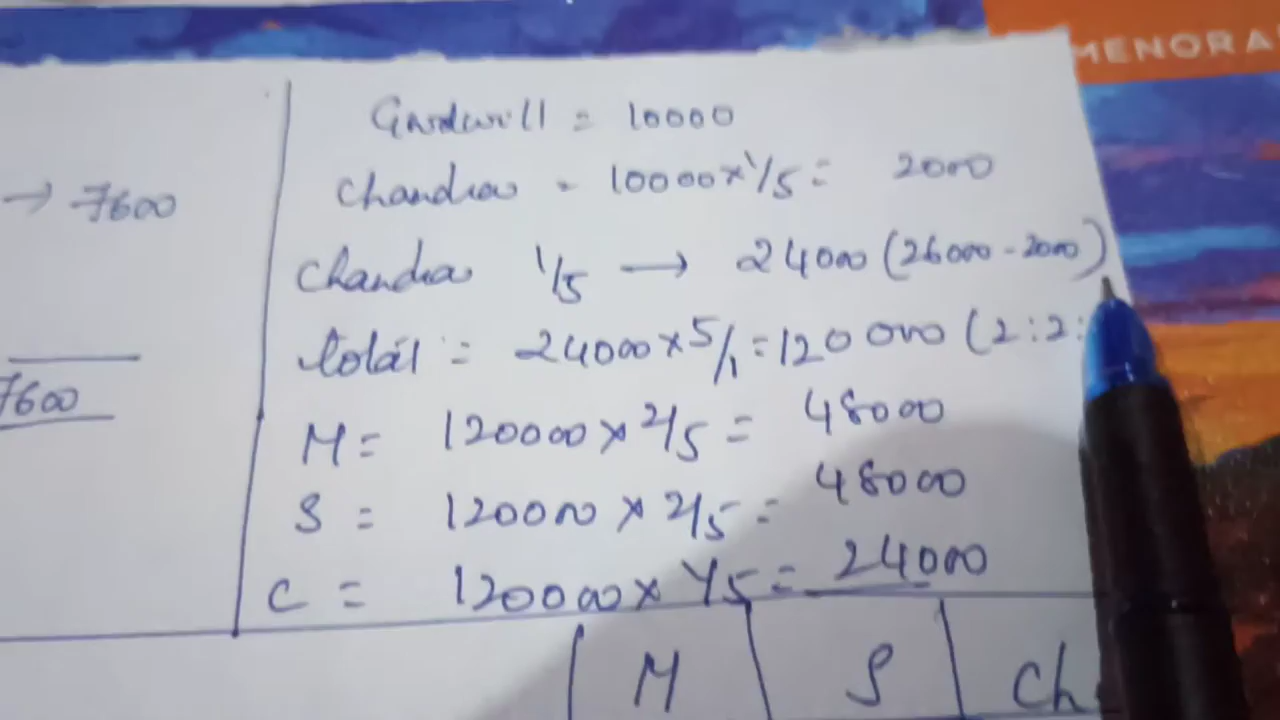 MENORA
Goodwill = 10000
→ 7600
Chandra = 10000 x 1/5 = 2000
Chandra 1/5 → 24000 (26000 - 2000)
total = 24000 x 5/1 = 120000 (2:2:
7600
M = 120000 x 2/5 = 48000
S = 120000 x 2/5 = 48000
C = 120000 x 1/5 = 24000
M S Ch